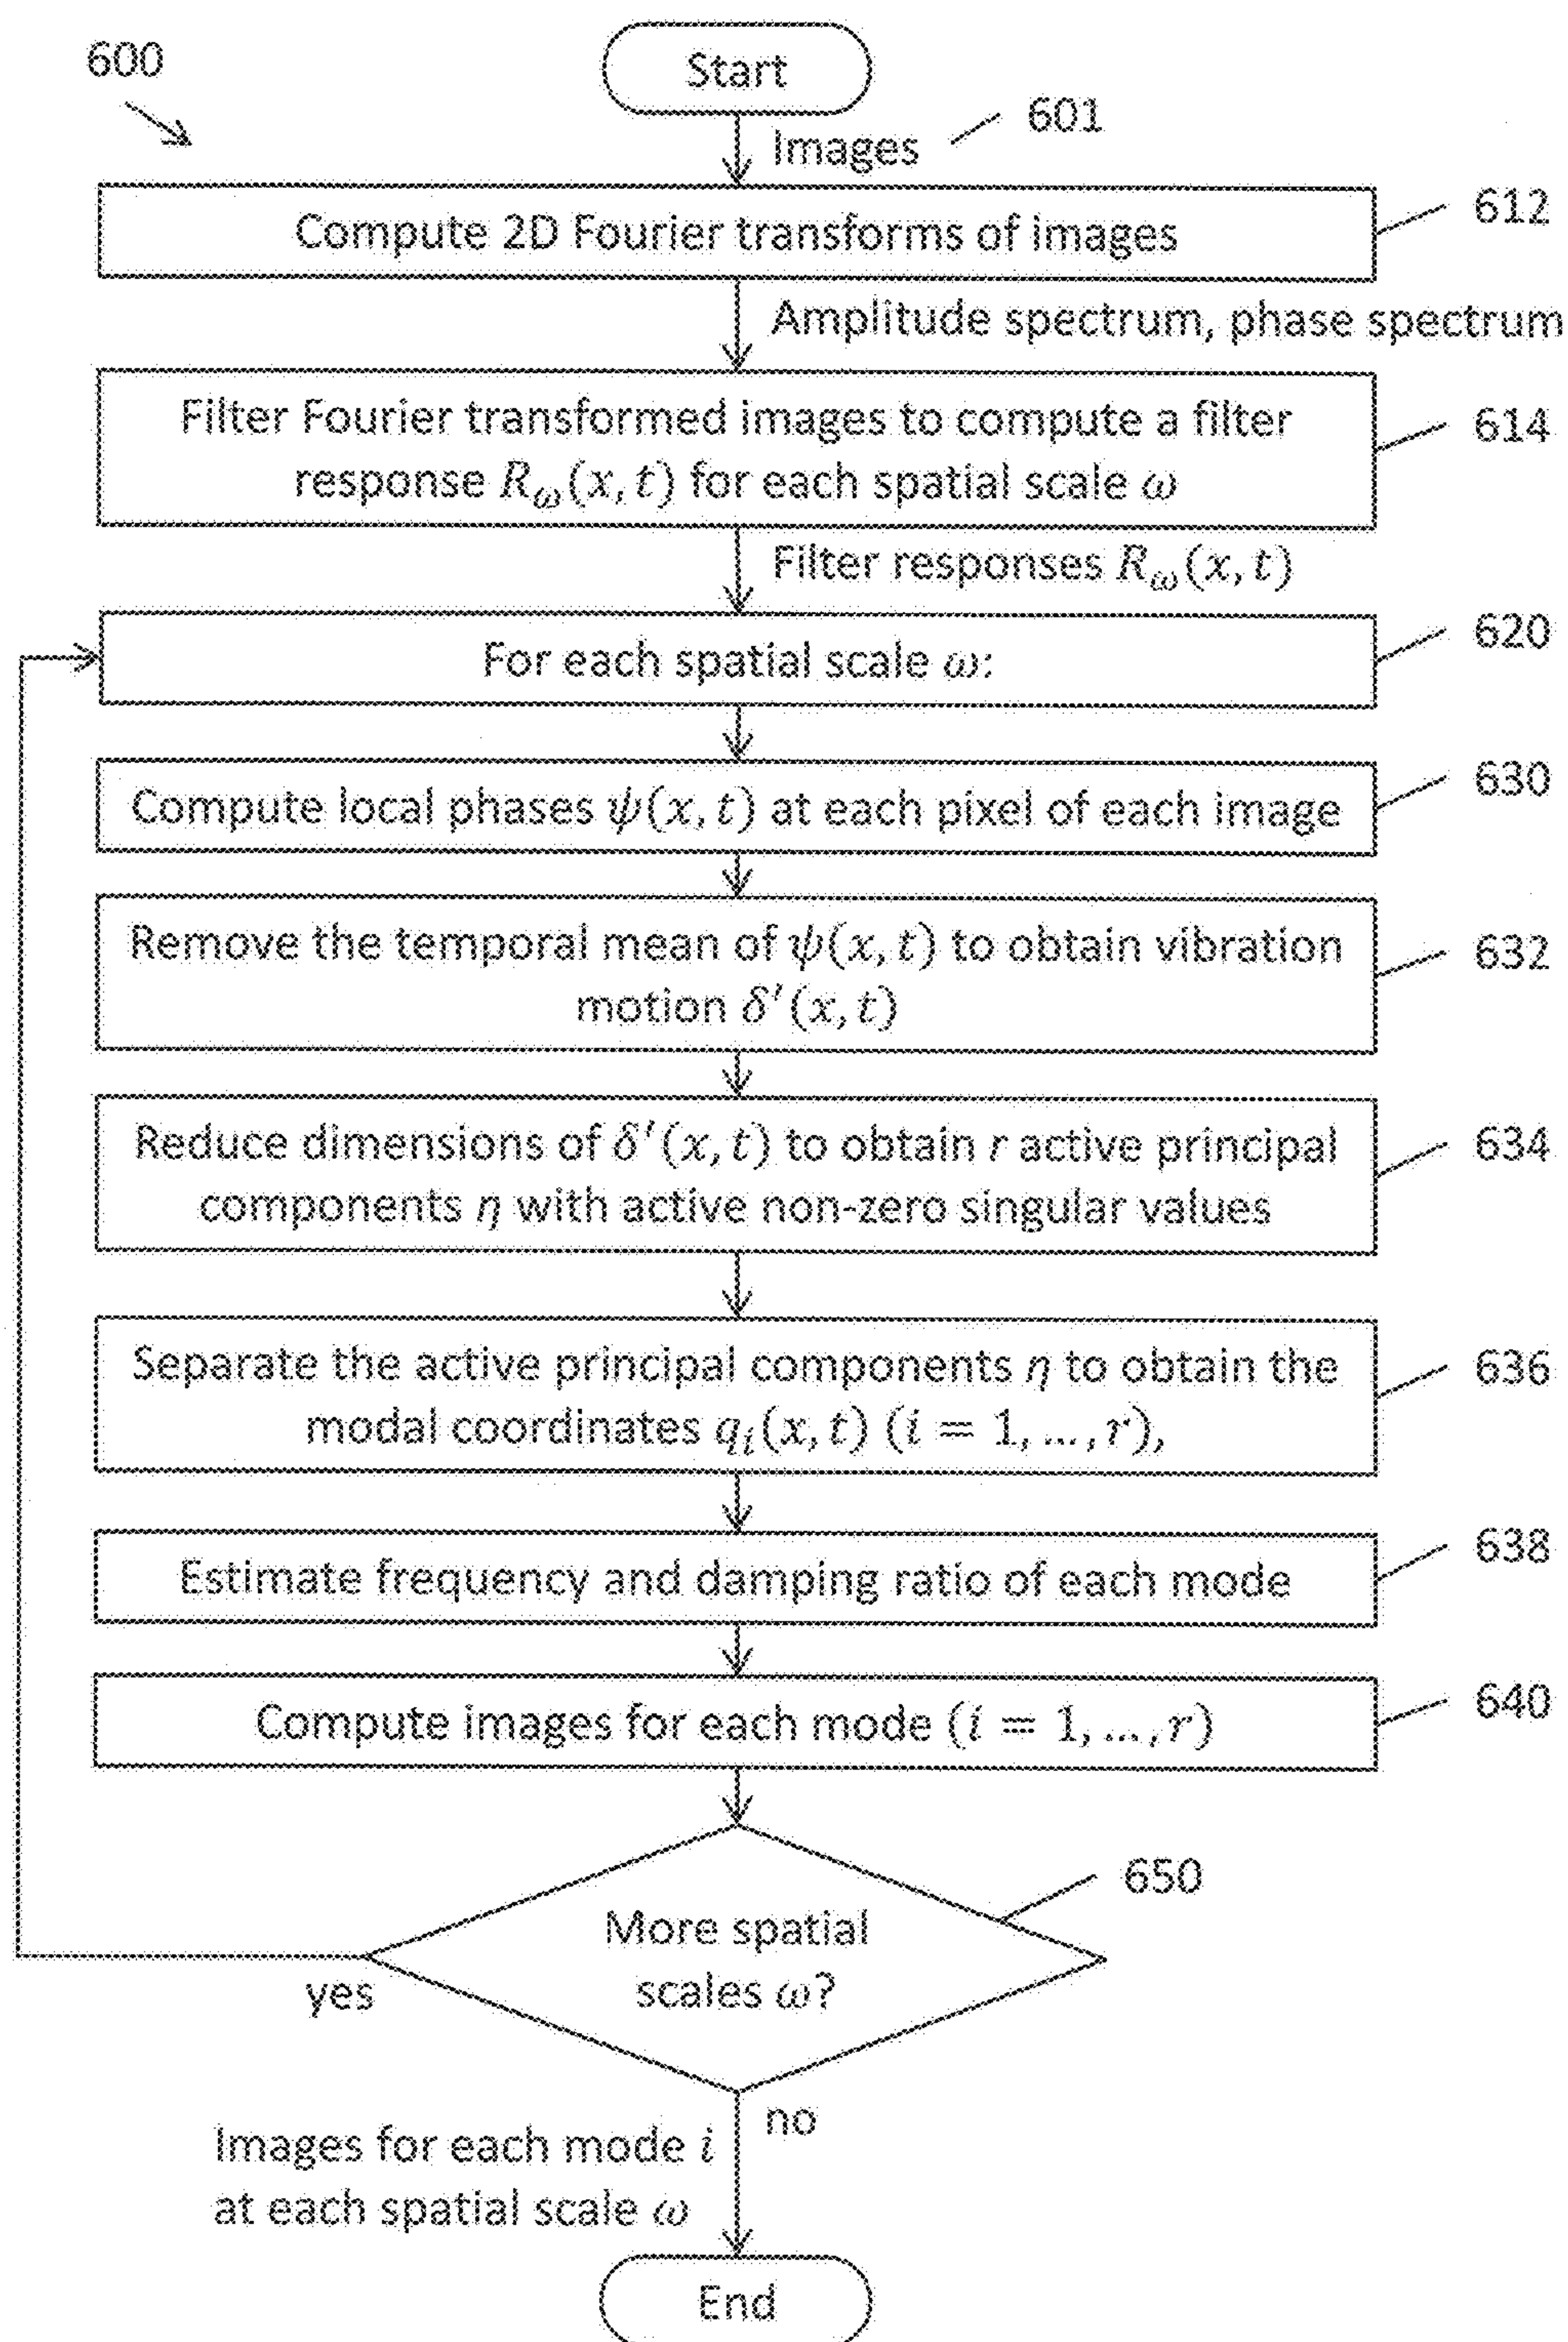 600
Start
Images
601
Compute 2D Fourier transforms of images
612
Amplitude spectrum, phase spectrum
Filter Fourier transformed images to compute a filter
response R_ω(x, t) for each spatial scale ω
614
Filter responses R_ω(x, t)
For each spatial scale ω:
620
Compute local phases ψ(x, t) at each pixel of each image
630
Remove the temporal mean of ψ(x, t) to obtain vibration
motion δ′(x, t)
632
Reduce dimensions of δ′(x, t) to obtain r active principal
components η with active non-zero singular values
634
Separate the active principal components η to obtain the
modal coordinates q_i(x, t) (i = 1, ..., r),
636
Estimate frequency and damping ratio of each mode
638
Compute images for each mode (i = 1, ..., r)
640
650
More spatial
scales ω?
yes
no
Images for each mode i
at each spatial scale ω
End